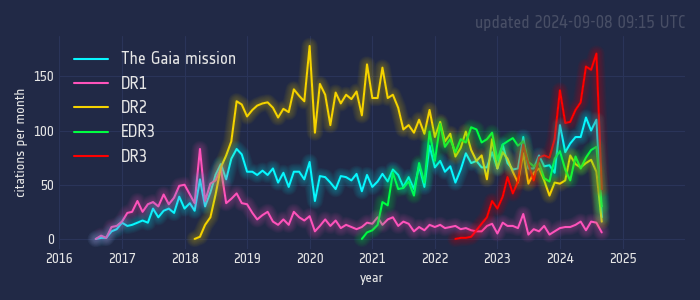 updated 2024-09-08 09:15 UTC
The Gaia mission
DR1
DR2
EDR3
DR3
citations per month
150
100
50
0
2016 2017 2018 2019 2020 2021 2022 2023 2024 2025
year